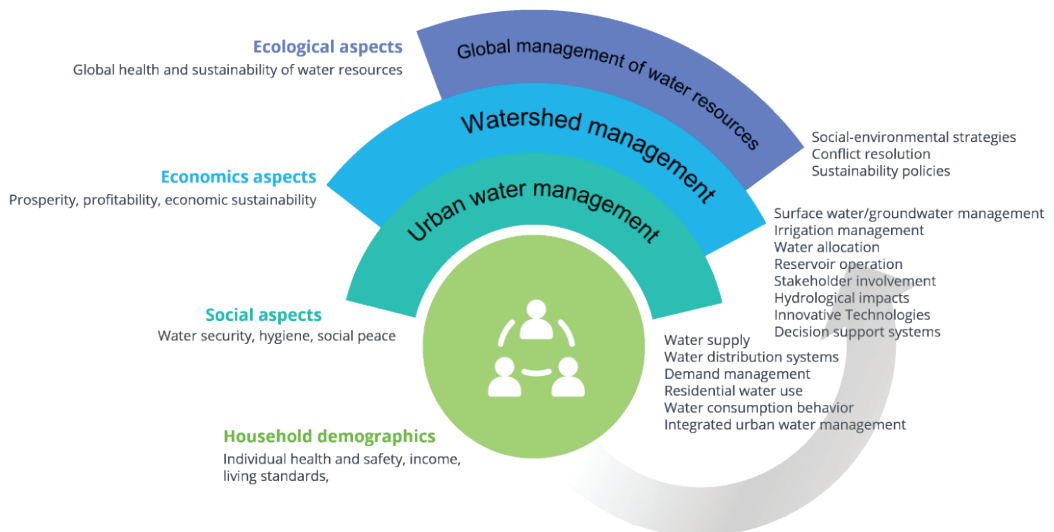 Ecological aspects
Global health and sustainability of water resources
Global management of water resources
Social-environmental strategies
Conflict resolution
Sustainability policies
Economics aspects
Prosperity, profitability, economic sustainability
Watershed management
Surface water/groundwater management
Irrigation management
Water allocation
Reservoir operation
Stakeholder involvement
Hydrological impacts
Innovative Technologies
Decision support systems
Social aspects
Water security, hygiene, social peace
Urban water management
Water supply
Water distribution systems
Demand management
Residential water use
Water consumption behavior
Integrated urban water management
Household demographics
Individual health and safety, income,
living standards,